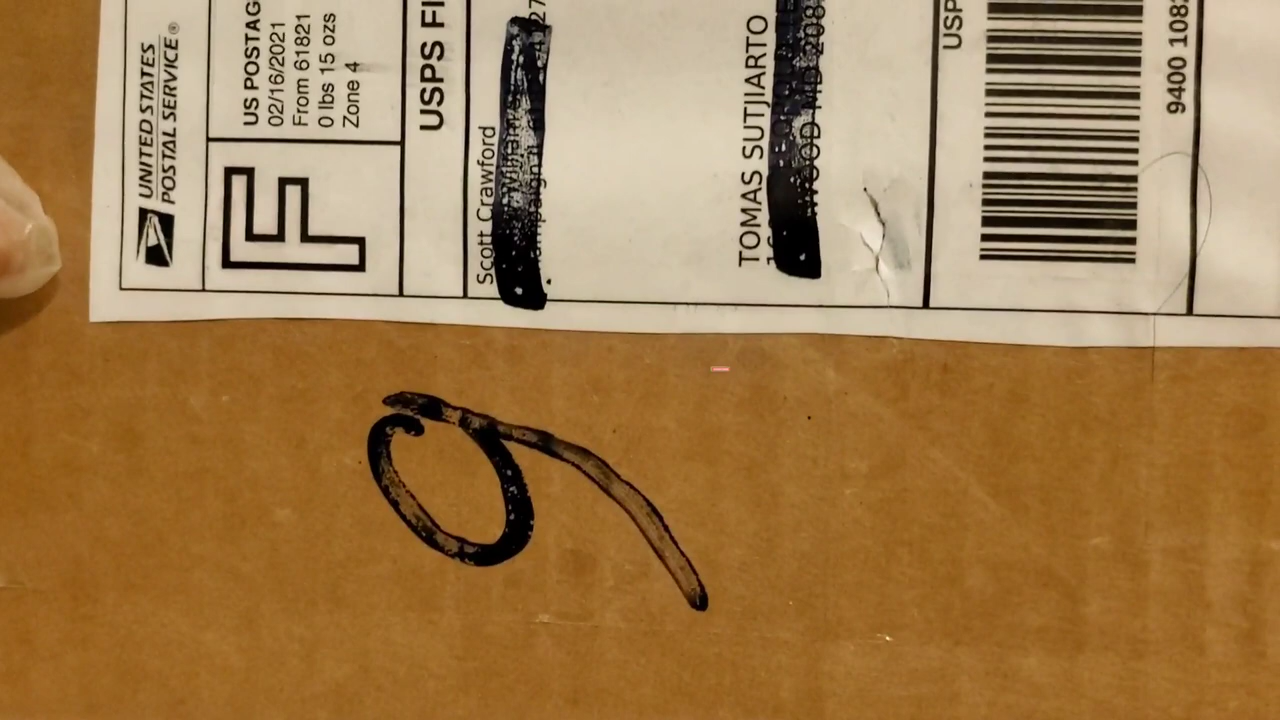 UNITED STATES
POSTAL SERVICE®
F
US POSTAG
02/16/2021
From 61821
0 lbs 15 ozs
Zone 4
USPS FI
Scott Crawford
TOMAS SUTJIARTO
USP
9400 108
9